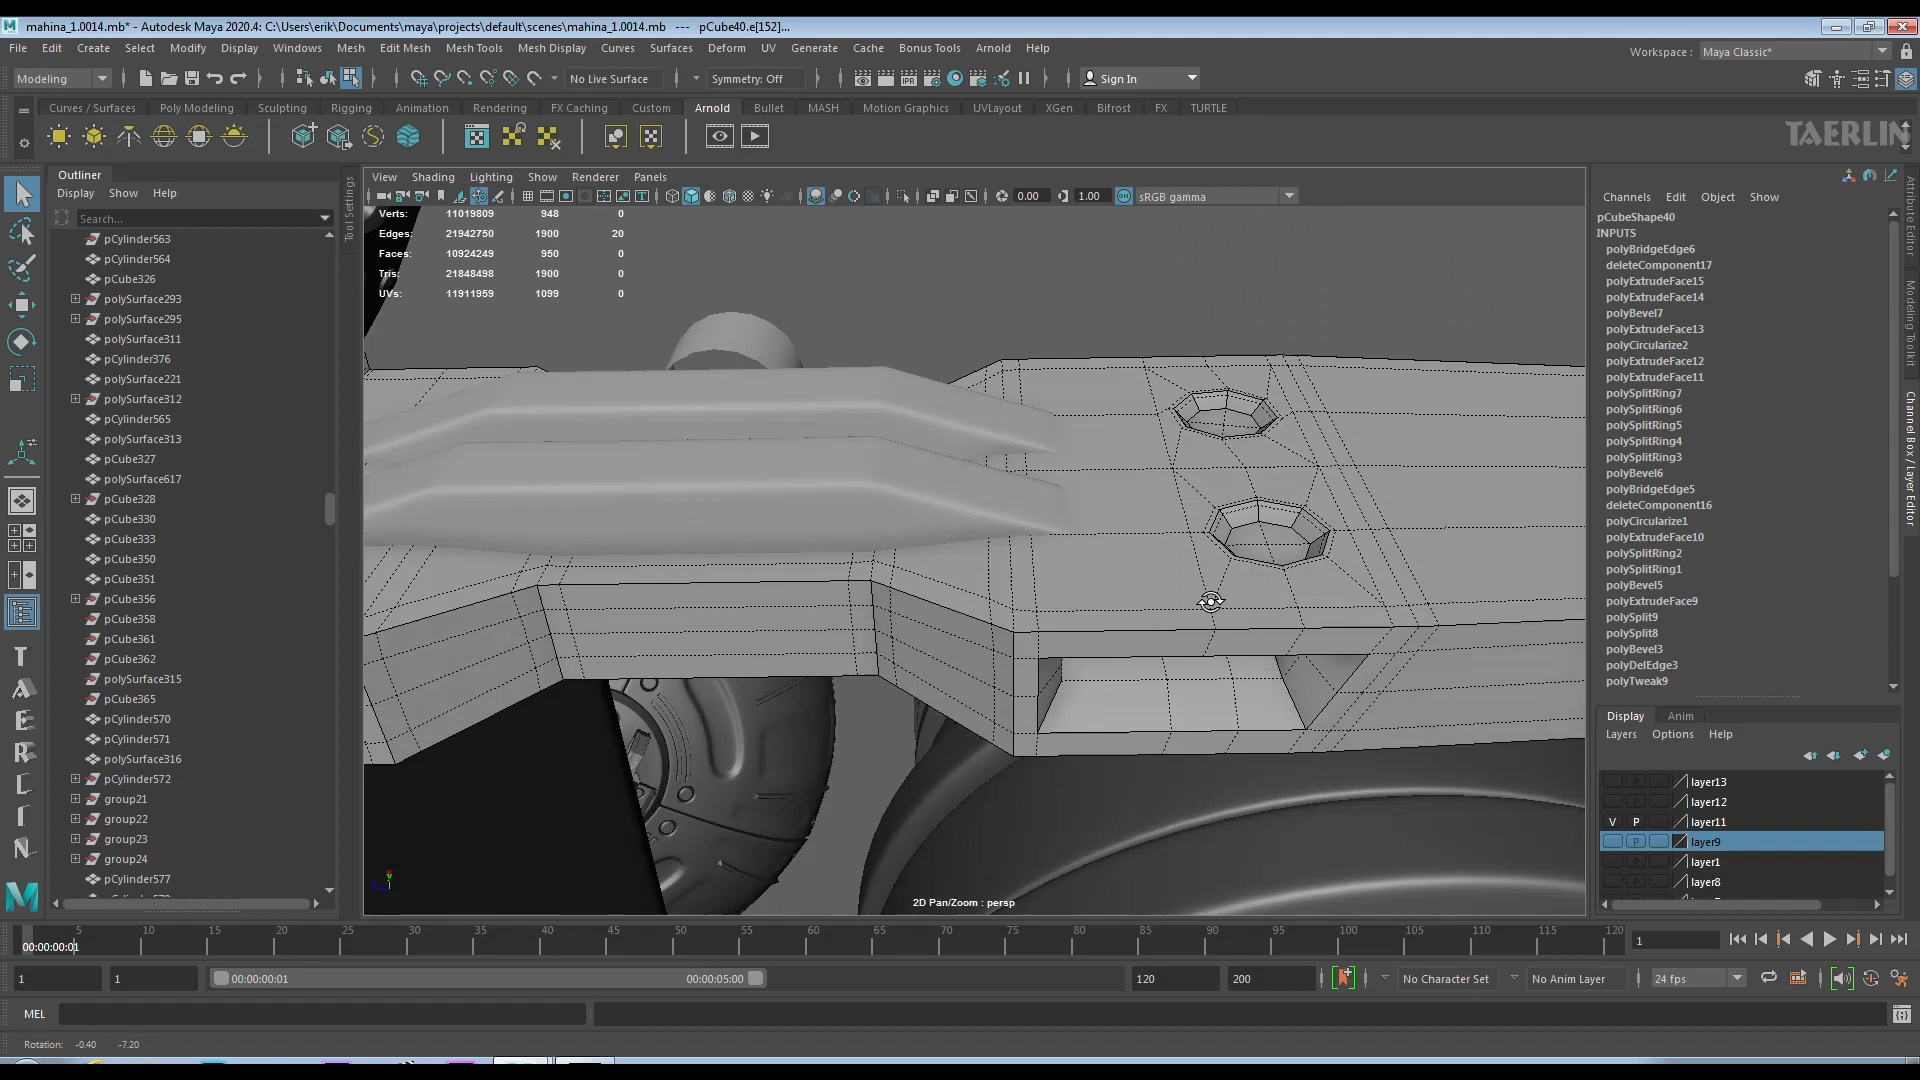 mahina_1.0014.mb* - Autodesk Maya 2020.4: C:\Users\erik\Documents\maya\projects\default\scenes\mahina_1.0014.mb   ---   pCube40.e[152]...
File Edit Create Select Modify Display Windows Mesh Edit Mesh Mesh Tools Mesh Display Curves Surfaces Deform UV Generate Cache Bonus Tools Arnold Help
Workspace : Maya Classic*
Modeling No Live Surface Symmetry: Off Sign In
Curves / Surfaces Poly Modeling Sculpting Rigging Animation Rendering FX Caching Custom Arnold Bullet MASH Motion Graphics UVLayout XGen Bifrost FX TURTLE
TAERLIN
Outliner
Display Show Help
Search...
pCylinder563
pCylinder564
pCube326
polySurface293
polySurface295
polySurface311
pCylinder376
polySurface221
polySurface312
pCylinder565
polySurface313
pCube327
polySurface617
pCube328
pCube330
pCube333
pCube350
pCube351
pCube356
pCube358
pCube361
pCube362
polySurface315
pCube365
pCylinder570
pCylinder571
polySurface316
pCylinder572
group21
group22
group23
group24
pCylinder577
Tool Settings
View Shading Lighting Show Renderer Panels
0.00 1.00 sRGB gamma
Verts: 11019809 948 0
Edges: 21942750 1900 20
Faces: 10924249 950 0
Tris: 21848498 1900 0
UVs: 11911959 1099 0
2D Pan/Zoom : persp
Channels Edit Object Show
pCubeShape40
INPUTS
polyBridgeEdge6
deleteComponent17
polyExtrudeFace15
polyExtrudeFace14
polyBevel7
polyExtrudeFace13
polyCircularize2
polyExtrudeFace12
polyExtrudeFace11
polySplitRing7
polySplitRing6
polySplitRing5
polySplitRing4
polySplitRing3
polyBevel6
polyBridgeEdge5
deleteComponent16
polyCircularize1
polyExtrudeFace10
polySplitRing2
polySplitRing1
polyBevel5
polyExtrudeFace9
polySplit9
polySplit8
polyBevel3
polyDelEdge3
polyTweak9
Attribute Editor
Modeling Toolkit
Channel Box / Layer Editor
Display Anim
Layers Options Help
P layer13
P layer12
V P layer11
P layer9
P layer1
P layer8
5 10 15 20 25 30 35 40 45 50 55 60 65 70 75 80 85 90 95 100 105 110 115 120
00:00:00:01
1
1 1 00:00:00:01 00:00:05:00 120 200 No Character Set No Anim Layer 24 fps
MEL
Rotation: -0.40 -7.20